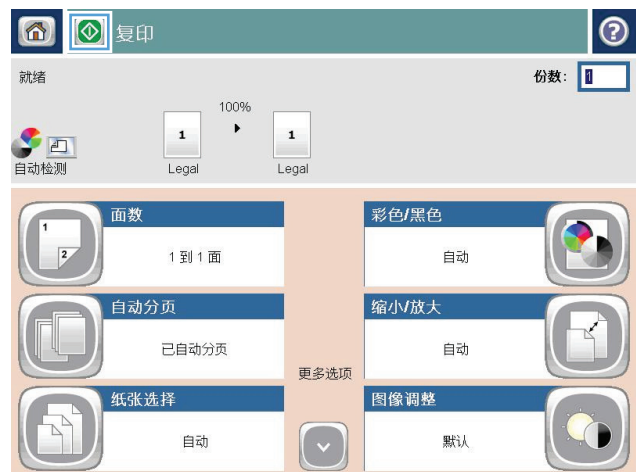 复印
就绪
份数: 1
100%
1 1
自动检测
Legal Legal
面数
1 2
1 到 1 面
彩色/黑色
自动
自动分页
已自动分页
缩小/放大
自动
更多选项
纸张选择
自动
图像调整
默认